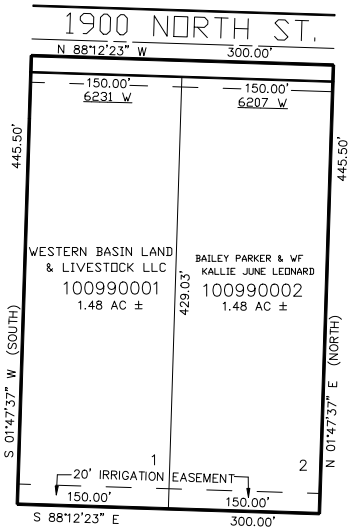 1900 NORTH ST.
N 88°12'23" W 300.00'
150.00' 150.00'
6231 W 6207 W
445.50' 445.50'
WESTERN BASIN LAND
& LIVESTOCK LLC
100990001
1.48 AC ±
429.03'
BAILEY PARKER & WF
KALLIE JUNE LEONARD
100990002
1.48 AC ±
S 01°47'37" W (SOUTH)
N 01°47'37" E (NORTH)
1 2
20' IRRIGATION EASEMENT
150.00' 150.00'
S 88°12'23" E 300.00'